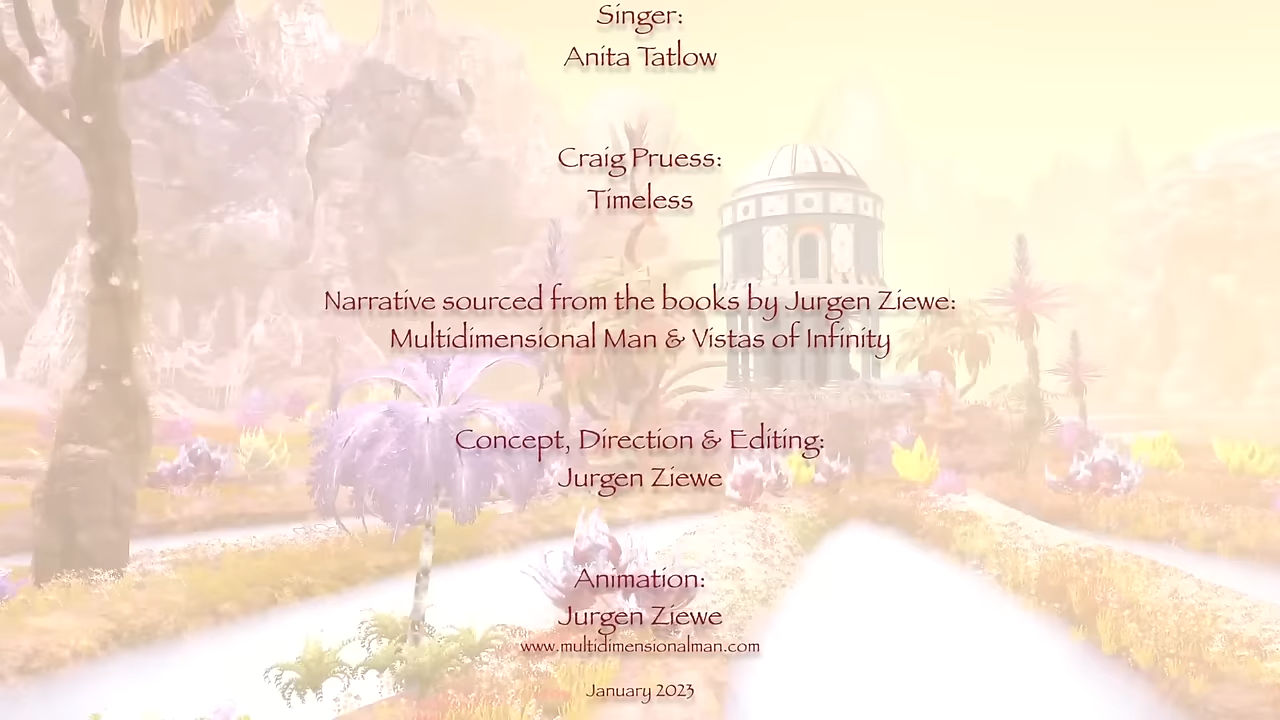 Singer:
Anita Tatlow
Craig Pruess:
Timeless
Narrative sourced from the books by Jurgen Ziewe:
Multidimensional Man & Vistas of Infinity
Concept, Direction & Editing:
Jurgen Ziewe
Animation:
Jurgen Ziewe
www.multidimensionalman.com
January 2023